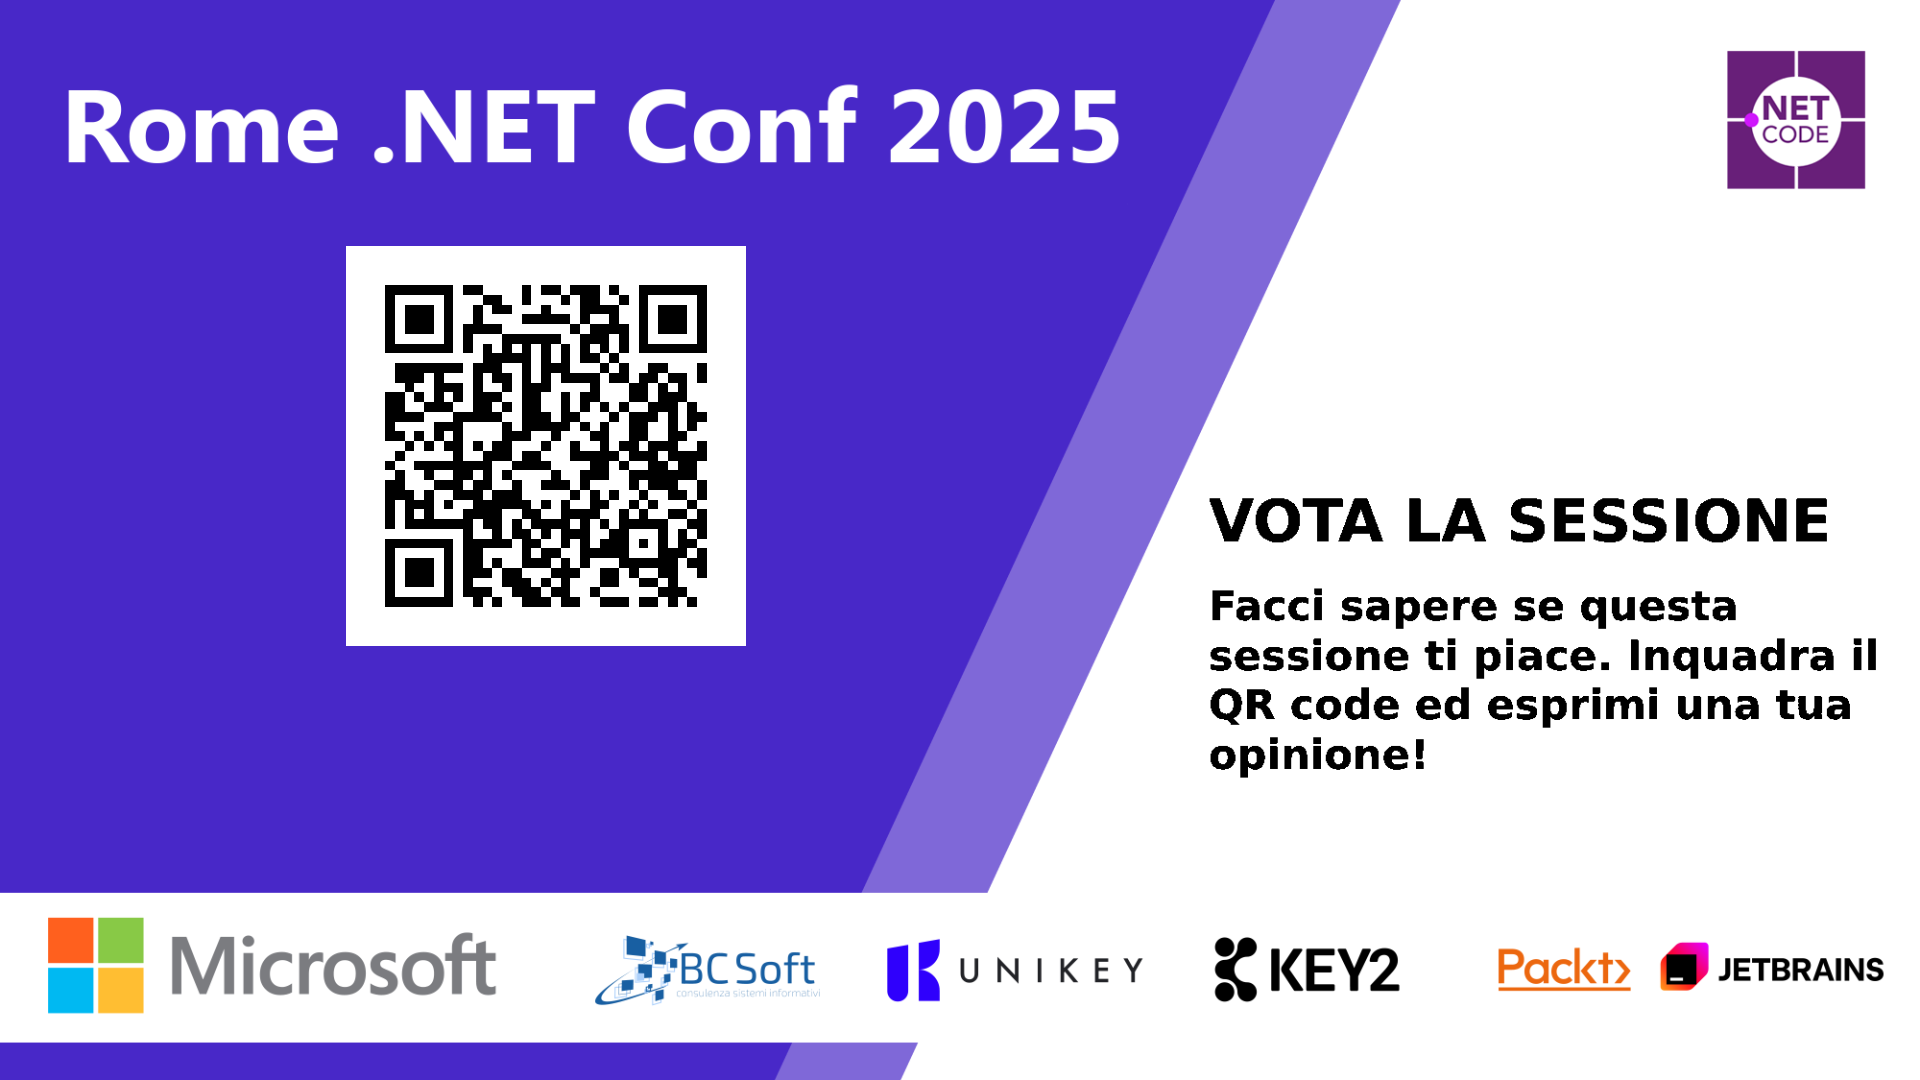 Rome .NET Conf 2025
.NET
CODE
VOTA LA SESSIONE
Facci sapere se questa
sessione ti piace. Inquadra il
QR code ed esprimi una tua
opinione!
Microsoft
BC Soft
consulenza sistemi informativi
UNIKEY
KEY2
Packt>
JETBRAINS